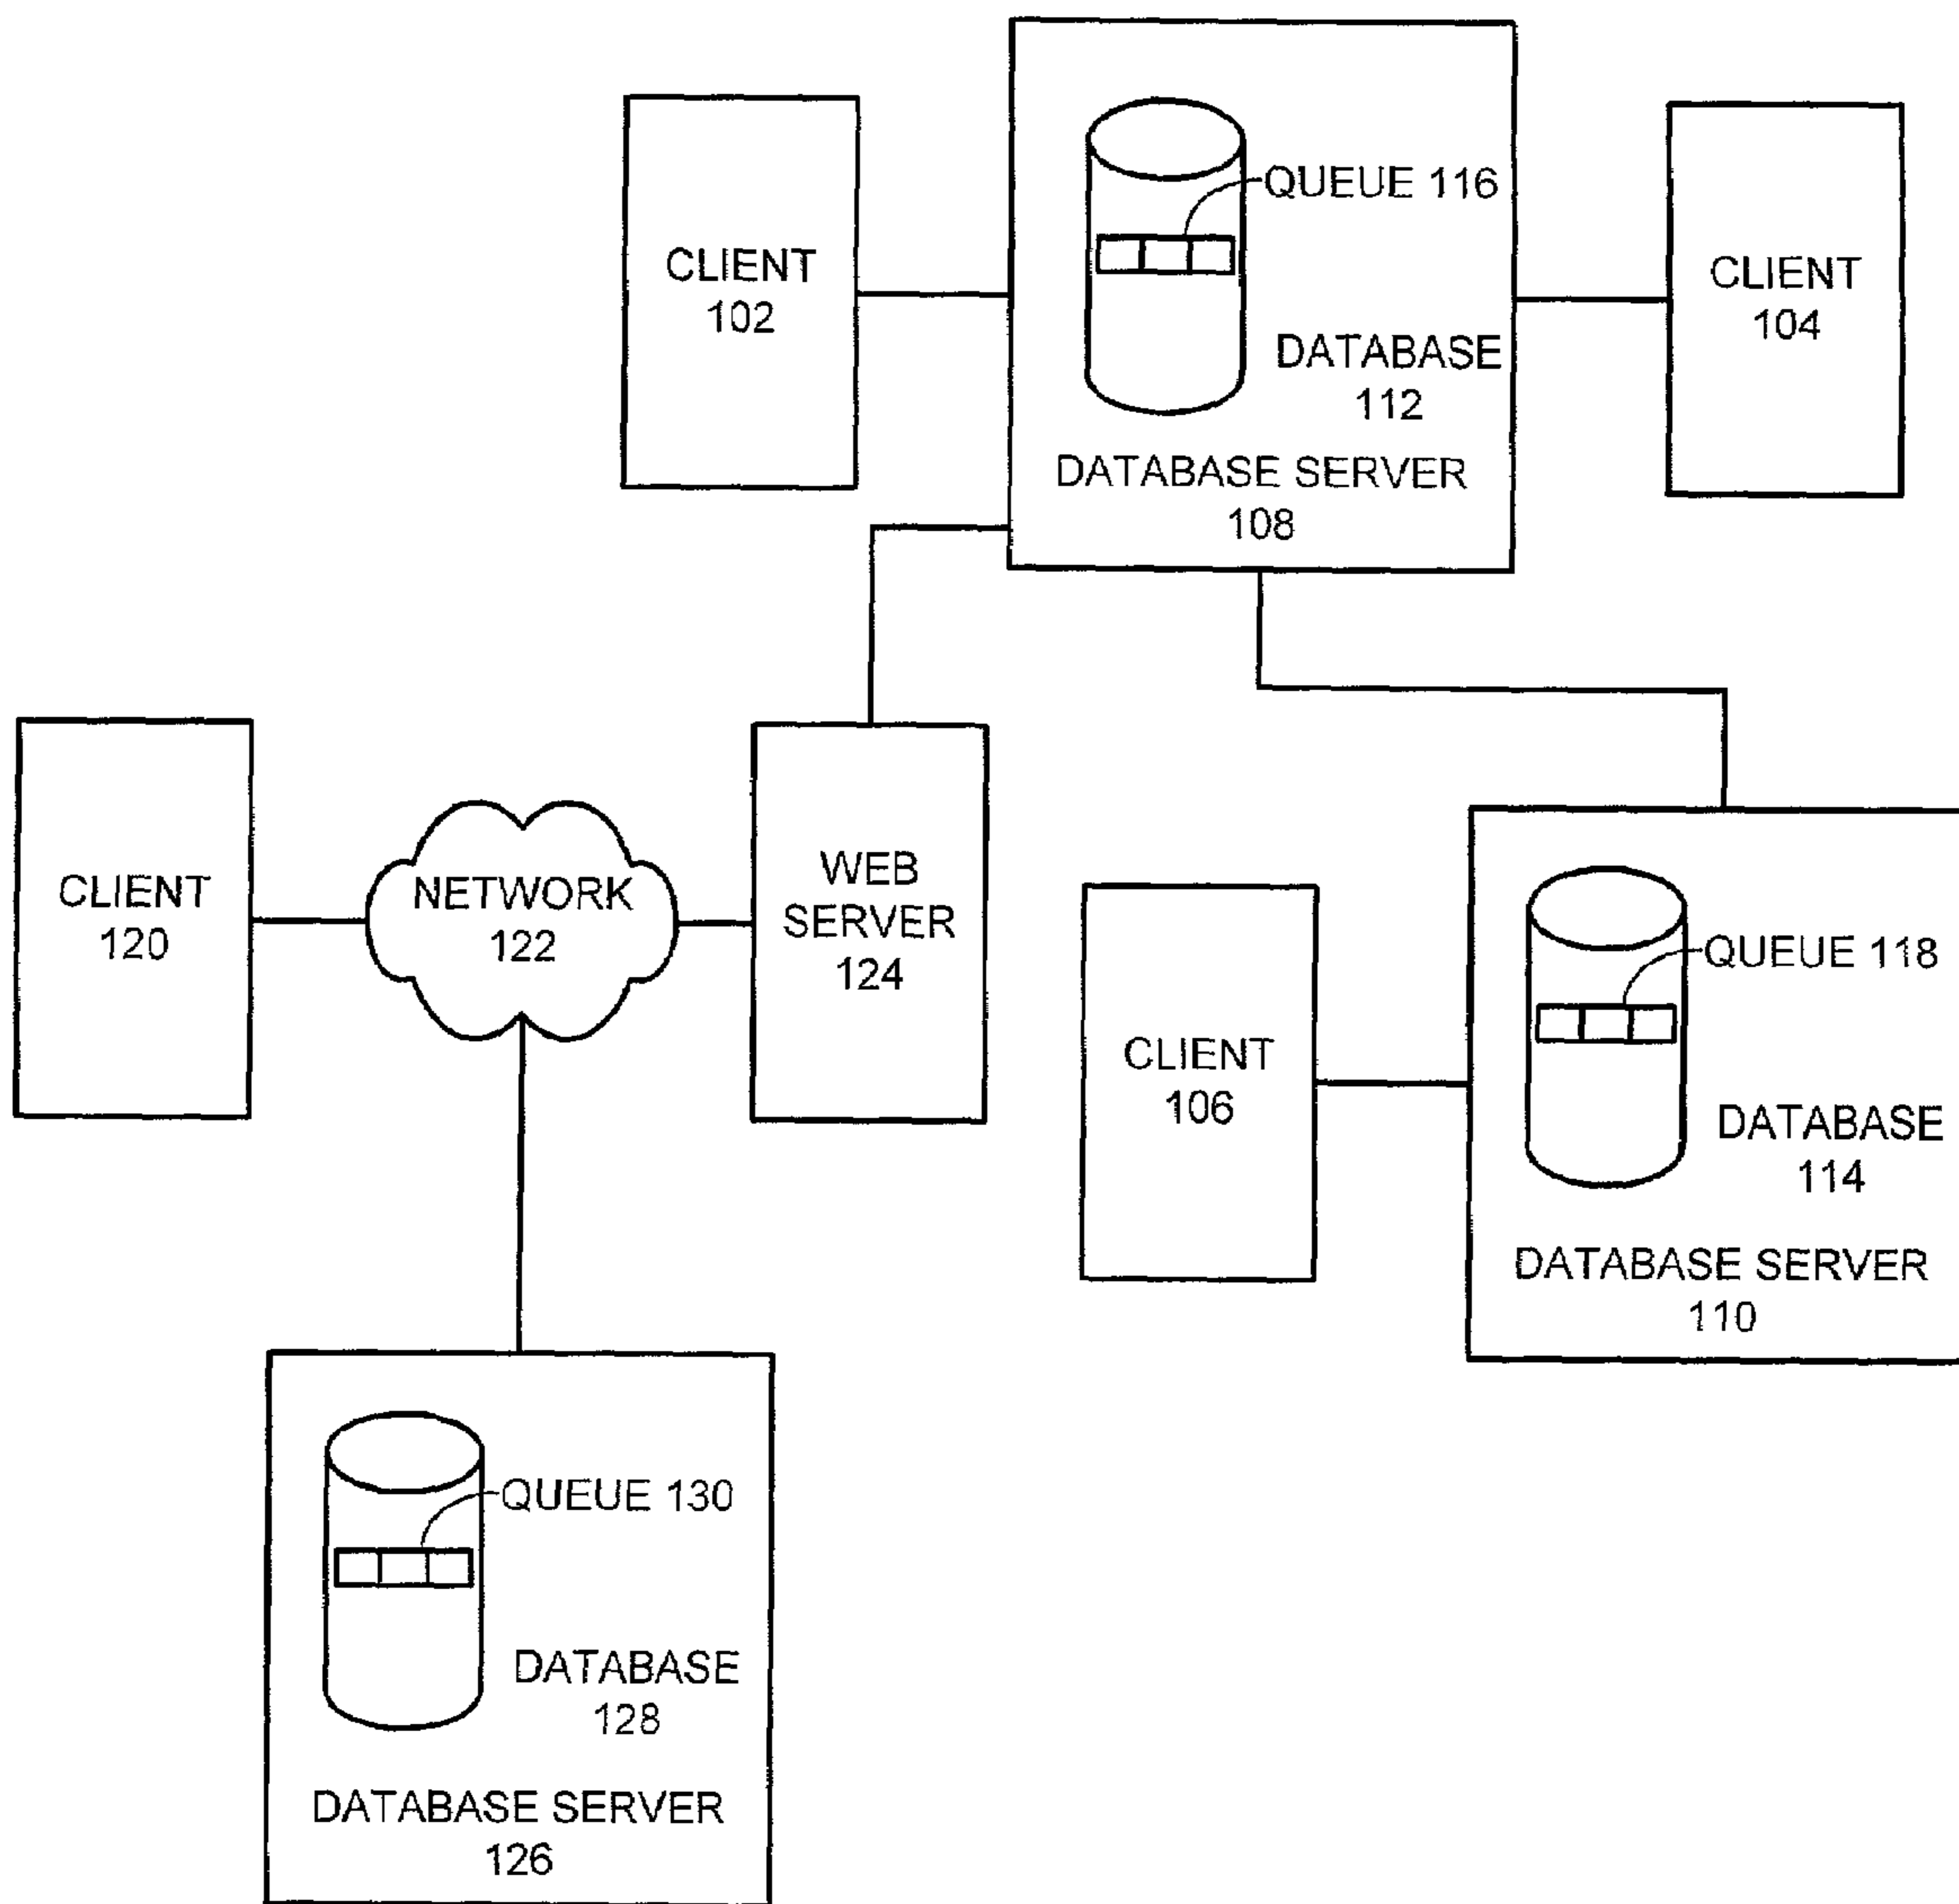 QUEUE 116
CLIENT
102
CLIENT
104
DATABASE
112
DATABASE SERVER
108
CLIENT
120
NETWORK
122
WEB
SERVER
124
QUEUE 118
CLIENT
106
DATABASE
114
DATABASE SERVER
110
QUEUE 130
DATABASE
128
DATABASE SERVER
126